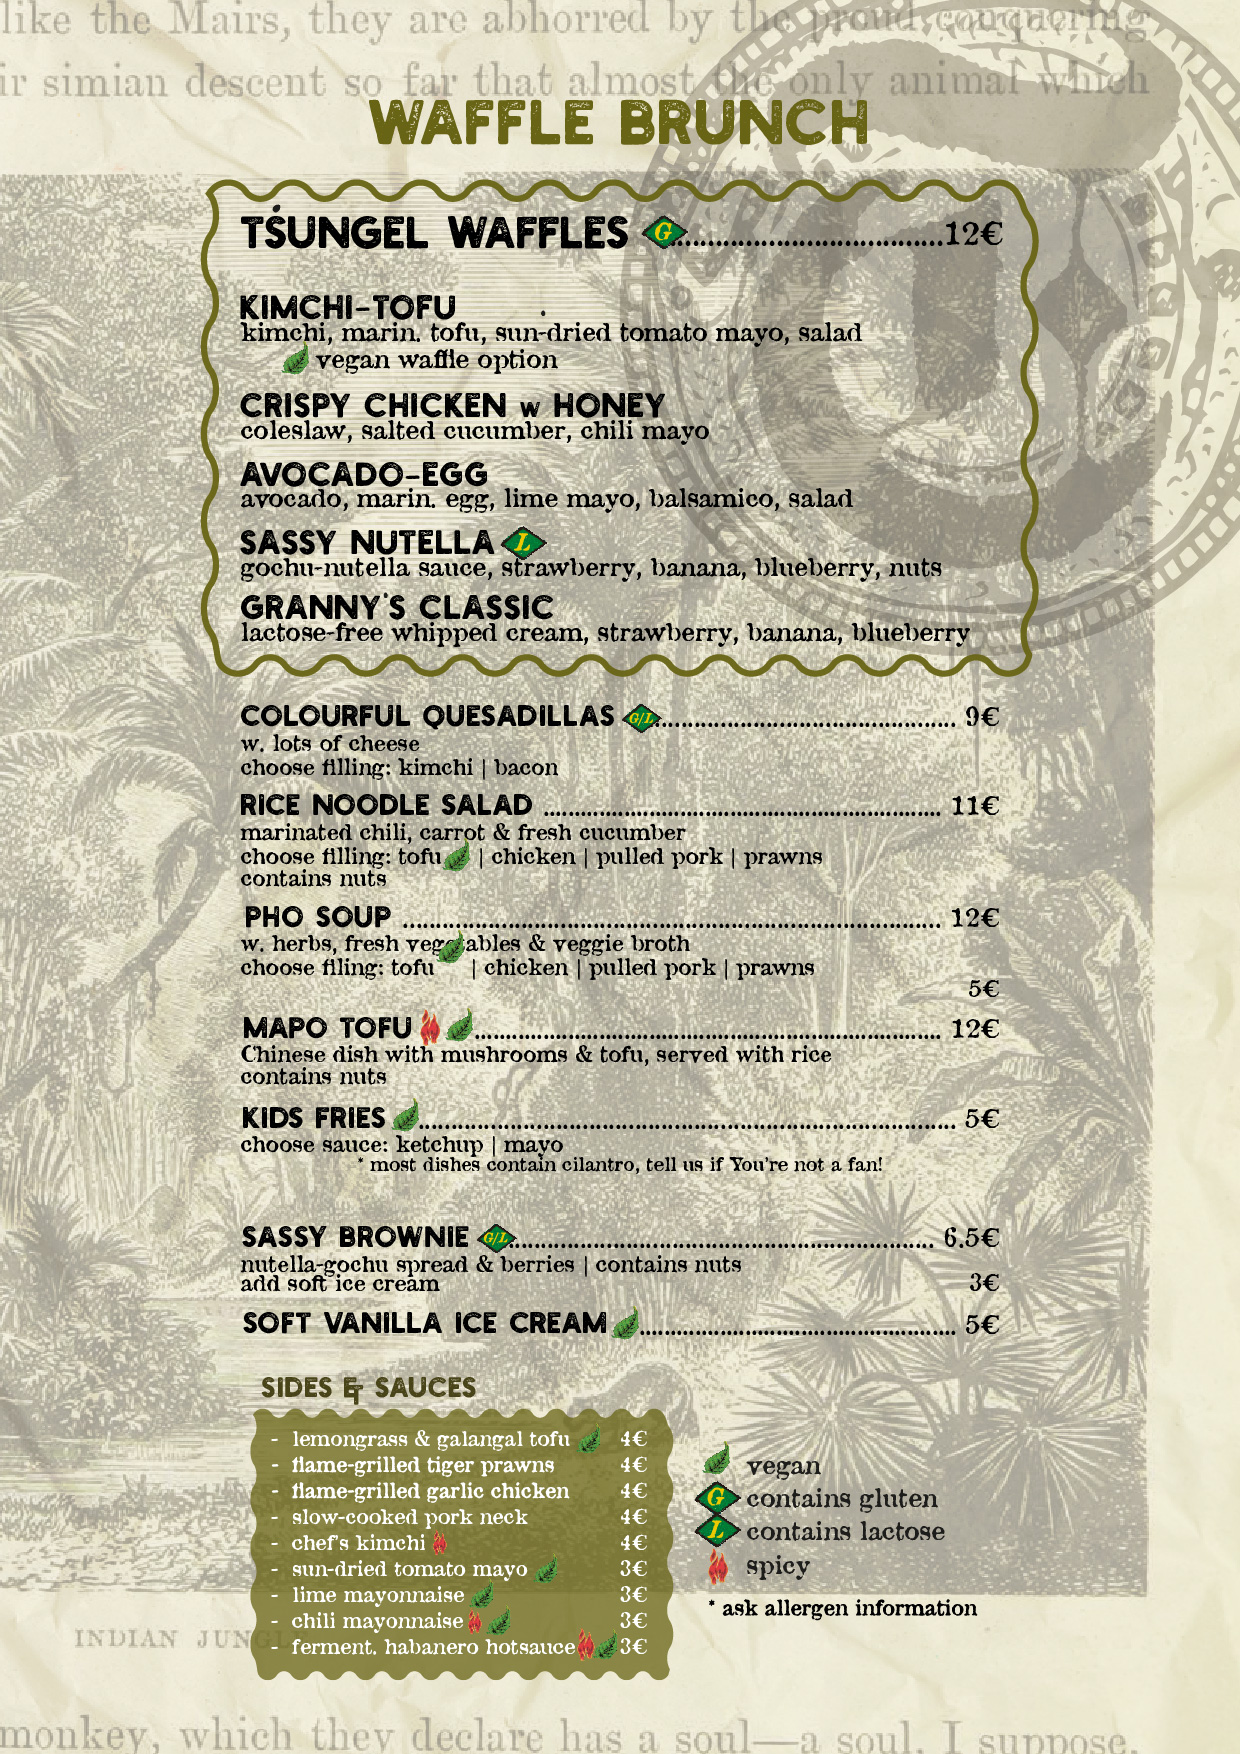 like the Mairs, they are abhorred by the proud conquering
ir simian descent so far that almost the only animal which
WAFFLE BRUNCH
TŚUNGEL WAFFLES G....................................12€
KIMCHI-TOFU
kimchi, marin. tofu, sun-dried tomato mayo, salad
vegan waffle option
CRISPY CHICKEN w HONEY
coleslaw, salted cucumber, chili mayo
AVOCADO-EGG
avocado, marin. egg, lime mayo, balsamico, salad
SASSY NUTELLA L
gochu-nutella sauce, strawberry, banana, blueberry, nuts
GRANNY'S CLASSIC
lactose-free whipped cream, strawberry, banana, blueberry
COLOURFUL QUESADILLAS G/L.................................................. 9€
w. lots of cheese
choose filling: kimchi | bacon
RICE NOODLE SALAD .................................................................. 11€
marinated chili, carrot & fresh cucumber
choose filling: tofu | chicken | pulled pork | prawns
contains nuts
PHO SOUP .......................................................................................... 12€
w. herbs, fresh vegetables & veggie broth
choose filing: tofu | chicken | pulled pork | prawns
5€
MAPO TOFU .............................................................................. 12€
Chinese dish with mushrooms & tofu, served with rice
contains nuts
KIDS FRIES .......................................................................................... 5€
choose sauce: ketchup | mayo
* most dishes contain cilantro, tell us if You're not a fan!
SASSY BROWNIE G/L....................................................................... 6.5€
nutella-gochu spread & berries | contains nuts
add soft ice cream 3€
SOFT VANILLA ICE CREAM..................................................... 5€
SIDES & SAUCES
- lemongrass & galangal tofu 4€
- flame-grilled tiger prawns 4€
- flame-grilled garlic chicken 4€
- slow-cooked pork neck 4€
- chef's kimchi 4€
- sun-dried tomato mayo 3€
- lime mayonnaise 3€
- chili mayonnaise 3€
- ferment. habanero hotsauce 3€
vegan
G contains gluten
L contains lactose
spicy
* ask allergen information
INDIAN JUNGLE
monkey, which they declare has a soul—a soul, I suppose,